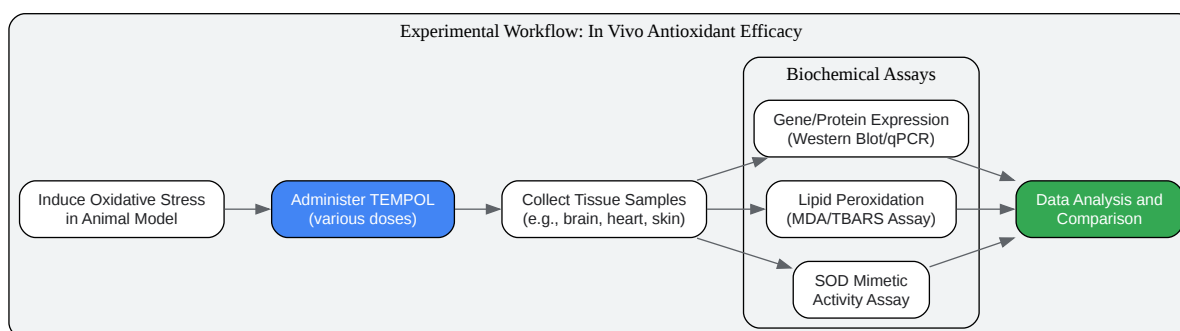 Experimental Workflow: In Vivo Antioxidant Efficacy
Biochemical Assays
Induce Oxidative Stress
in Animal Model
Administer TEMPOL
(various doses)
Collect Tissue Samples
(e.g., brain, heart, skin)
Gene/Protein Expression
(Western Blot/qPCR)
Lipid Peroxidation
(MDA/TBARS Assay)
SOD Mimetic
Activity Assay
Data Analysis and
Comparison